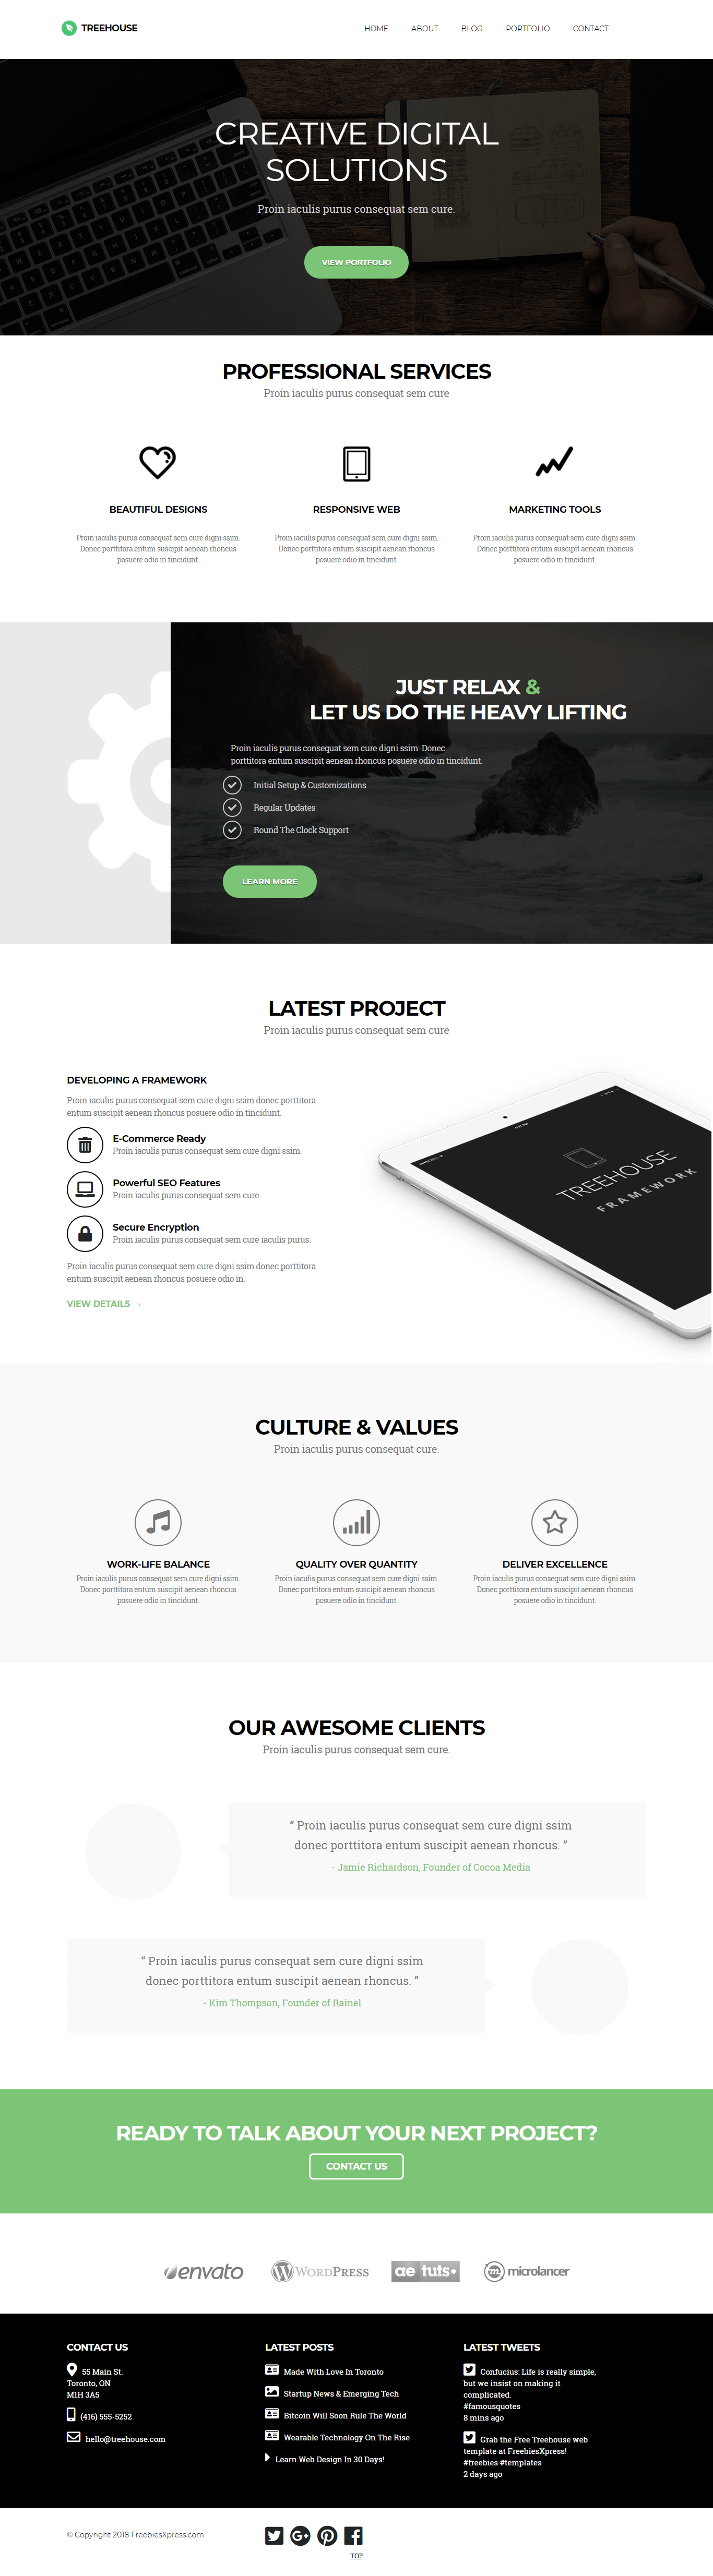 TREEHOUSE
HOME ABOUT BLOG PORTFOLIO CONTACT
CREATIVE DIGITAL
SOLUTIONS
Proin iaculis purus consequat sem cure.
VIEW PORTFOLIO
PROFESSIONAL SERVICES
Proin iaculis purus consequat sem cure
BEAUTIFUL DESIGNS
Proin iaculis purus consequat sem cure digni ssim.
Donec porttitora entum suscipit aenean rhoncus
posuere odio in tincidunt.
RESPONSIVE WEB
Proin iaculis purus consequat sem cure digni ssim.
Donec porttitora entum suscipit aenean rhoncus
posuere odio in tincidunt.
MARKETING TOOLS
Proin iaculis purus consequat sem cure digni ssim.
Donec porttitora entum suscipit aenean rhoncus
posuere odio in tincidunt.
JUST RELAX &
LET US DO THE HEAVY LIFTING
Proin iaculis purus consequat sem cure digni ssim. Donec
porttitora entum suscipit aenean rhoncus posuere odio in tincidunt.
Initial Setup & Customizations
Regular Updates
Round The Clock Support
LEARN MORE
LATEST PROJECT
Proin iaculis purus consequat sem cure
DEVELOPING A FRAMEWORK
Proin iaculis purus consequat sem cure digni ssim donec porttitora
entum suscipit aenean rhoncus posuere odio in tincidunt.
E-Commerce Ready
Proin iaculis purus consequat sem cure digni ssim.
Powerful SEO Features
Proin iaculis purus consequat sem cure.
Secure Encryption
Proin iaculis purus consequat sem cure iaculis purus.
Proin iaculis purus consequat sem cure digni ssim donec porttitora
entum suscipit aenean rhoncus posuere odio in.
VIEW DETAILS ›
TREEHOUSE
FRAMEWORK
CULTURE & VALUES
Proin iaculis purus consequat cure.
WORK-LIFE BALANCE
Proin iaculis purus consequat sem cure digni ssim.
Donec porttitora entum suscipit aenean rhoncus
posuere odio in tincidunt.
QUALITY OVER QUANTITY
Proin iaculis purus consequat sem cure digni ssim.
Donec porttitora entum suscipit aenean rhoncus
posuere odio in tincidunt.
DELIVER EXCELLENCE
Proin iaculis purus consequat sem cure digni ssim.
Donec porttitora entum suscipit aenean rhoncus
posuere odio in tincidunt.
OUR AWESOME CLIENTS
Proin iaculis purus consequat sem cure.
“ Proin iaculis purus consequat sem cure digni ssim
donec porttitora entum suscipit aenean rhoncus. ”
- Jamie Richardson, Founder of Cocoa Media
“ Proin iaculis purus consequat sem cure digni ssim
donec porttitora entum suscipit aenean rhoncus. ”
- Kim Thompson, Founder of Rainel
READY TO TALK ABOUT YOUR NEXT PROJECT?
CONTACT US
envato WORDPRESS ae tuts+ microlancer
CONTACT US
55 Main St.
Toronto, ON
M1H 3A5
(416) 555-5252
hello@treehouse.com
LATEST POSTS
Made With Love In Toronto
Startup News & Emerging Tech
Bitcoin Will Soon Rule The World
Wearable Technology On The Rise
Learn Web Design In 30 Days!
LATEST TWEETS
Confucius: Life is really simple,
but we insist on making it
complicated.
#famousquotes
8 mins ago
Grab the Free Treehouse web
template at FreebiesXpress!
#freebies #templates
2 days ago
© Copyright 2018 FreebiesXpress.com
TOP